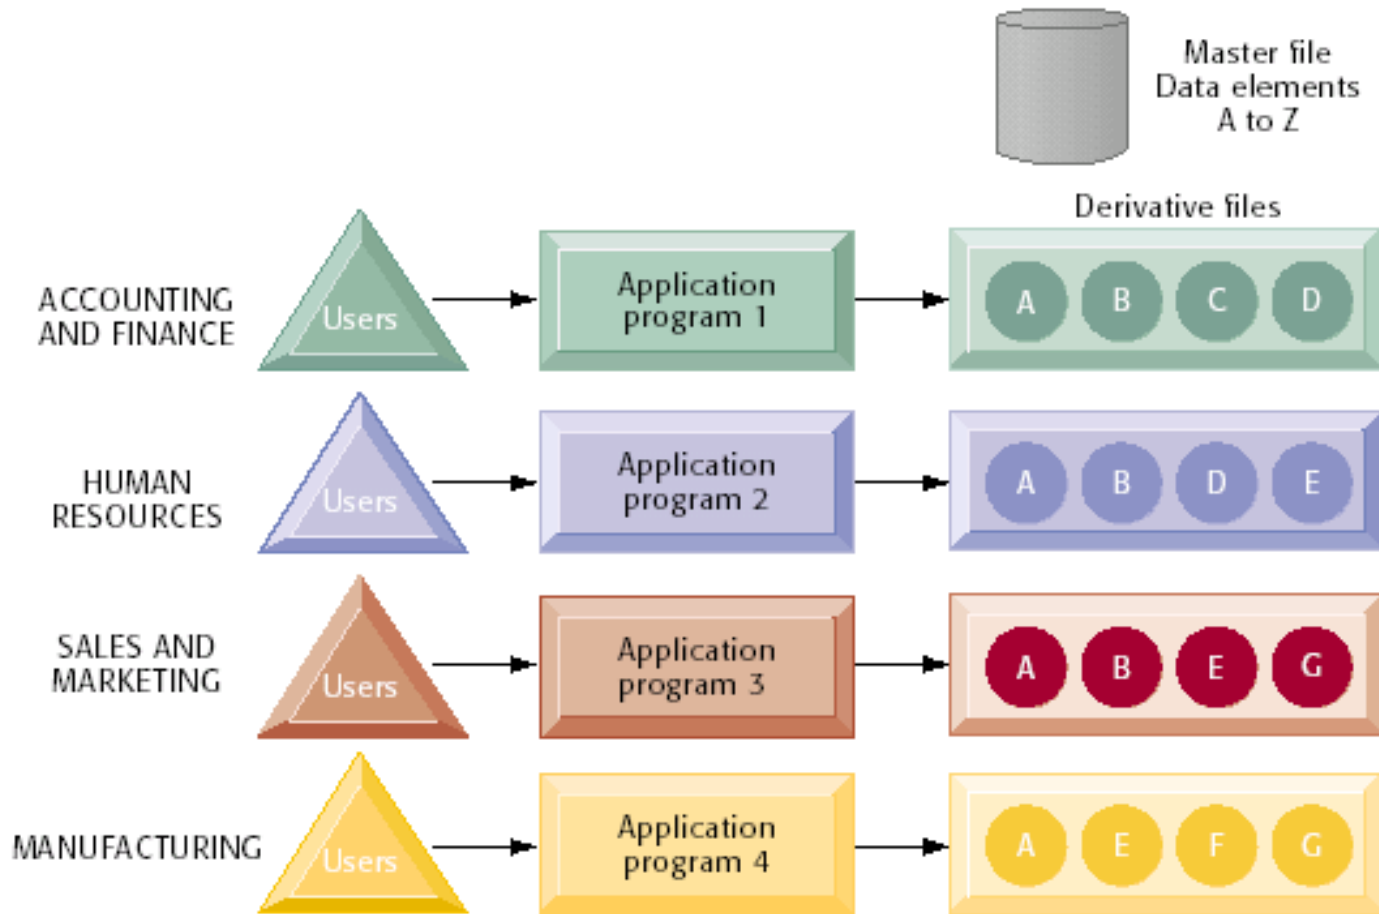 Master file
Data elements
A to Z
Derivative files
ACCOUNTING
AND FINANCE
Users
Application
program 1
A B C D
HUMAN
RESOURCES
Users
Application
program 2
A B D E
SALES AND
MARKETING
Users
Application
program 3
A B E G
MANUFACTURING
Users
Application
program 4
A E F G